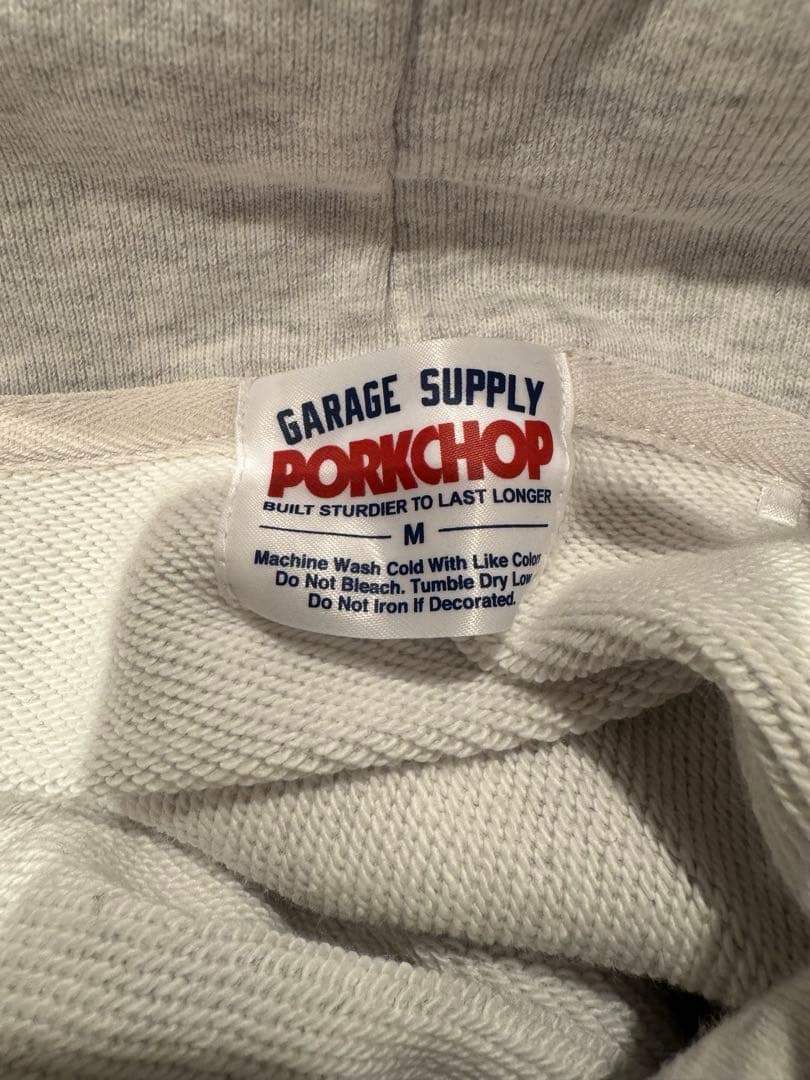 GARAGE SUPPLY
PORKCHOP
BUILT STURDIER TO LAST LONGER
M
Machine Wash Cold With Like Color
Do Not Bleach. Tumble Dry Low
Do Not Iron If Decorated.